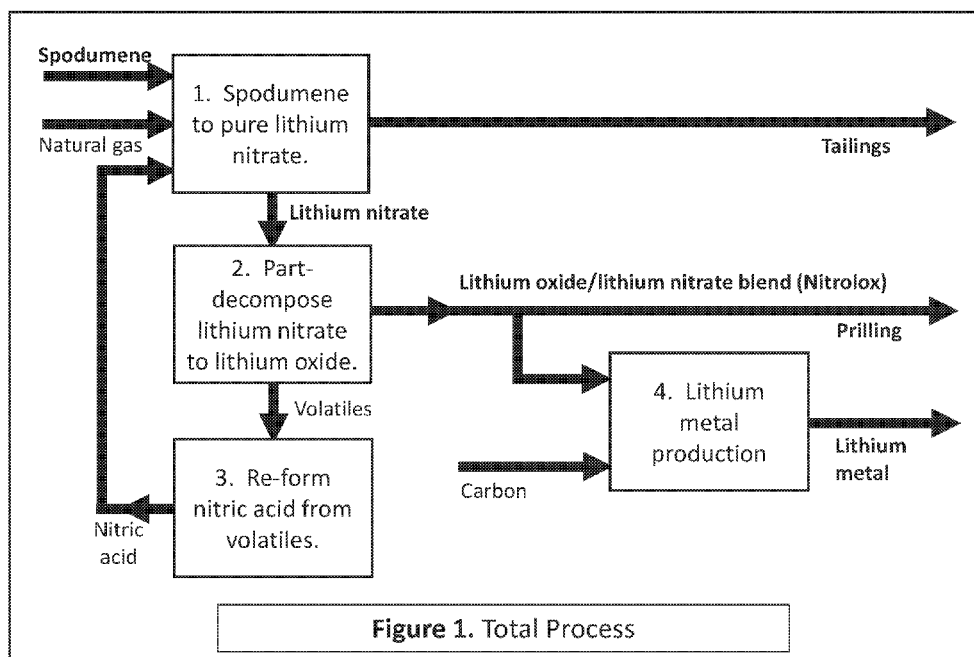 Spodumene
Natural gas
1. Spodumene
to pure lithium
nitrate.
Tailings
Lithium nitrate
2. Part-
decompose
lithium nitrate
to lithium oxide.
Lithium oxide/lithium nitrate blend (Nitrolox)
Prilling
Volatiles
3. Re-form
nitric acid from
volatiles.
Nitric
acid
Carbon
4. Lithium
metal
production
Lithium
metal
Figure 1. Total Process